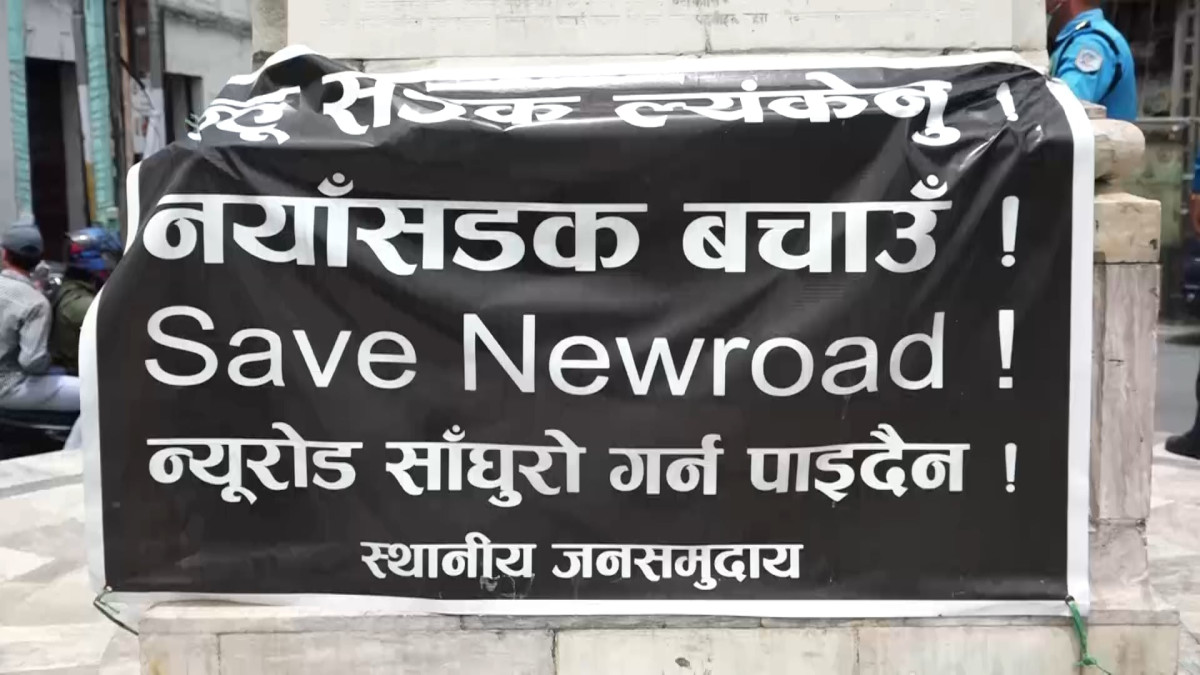 न्हू सडक ल्यंकेनु !
नयाँसडक बचाउँ !
Save Newroad !
न्यूरोड साँघुरो गर्न पाइदैन !
स्थानीय जनसमुदाय